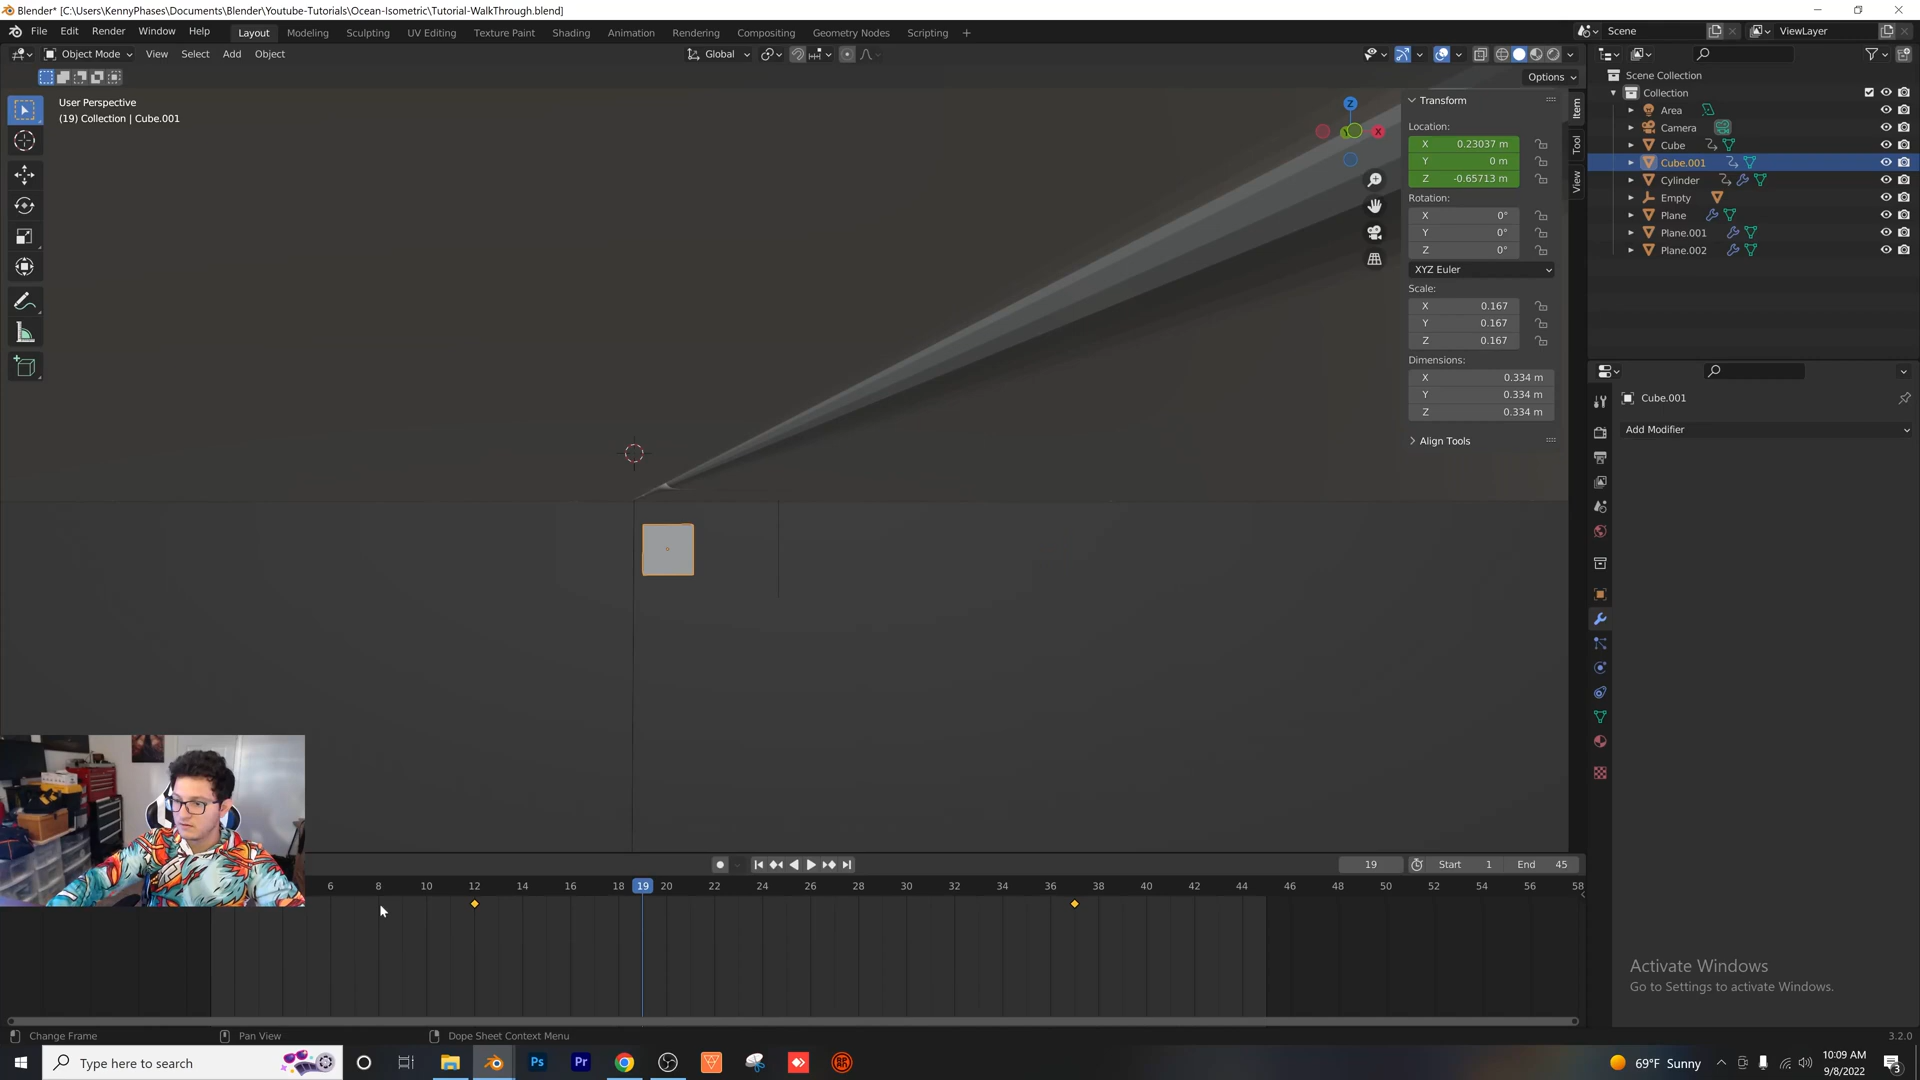 Blender* [C:\Users\KennyPhases\Documents\Blender\Youtube-Tutorials\Ocean-Isometric\Tutorial-WalkThrough.blend]
File Edit Render Window Help Layout Modeling Sculpting UV Editing Texture Paint Shading Animation Rendering Compositing Geometry Nodes Scripting + Scene ViewLayer
Object Mode View Select Add Object Global
Options
User Perspective
(19) Collection | Cube.001
Z
X
Transform
Location:
X 0.23037 m
Y 0 m
Z -0.65713 m
Rotation:
X 0°
Y 0°
Z 0°
XYZ Euler
Scale:
X 0.167
Y 0.167
Z 0.167
Dimensions:
X 0.334 m
Y 0.334 m
Z 0.334 m
Align Tools
Item
Tool
View
Scene Collection
Collection
Area
Camera
Cube
Cube.001
Cylinder
Empty
Plane
Plane.001
Plane.002
Cube.001
Add Modifier
19 Start 1 End 45
6 8 10 12 14 16 18 19 20 22 24 26 28 30 32 34 36 38 40 42 44 46 48 50 52 54 56 58
Activate Windows
Go to Settings to activate Windows.
Change Frame Pan View Dope Sheet Context Menu 3.2.0
Type here to search Ps Pr 69°F Sunny 10:09 AM
9/8/2022 3